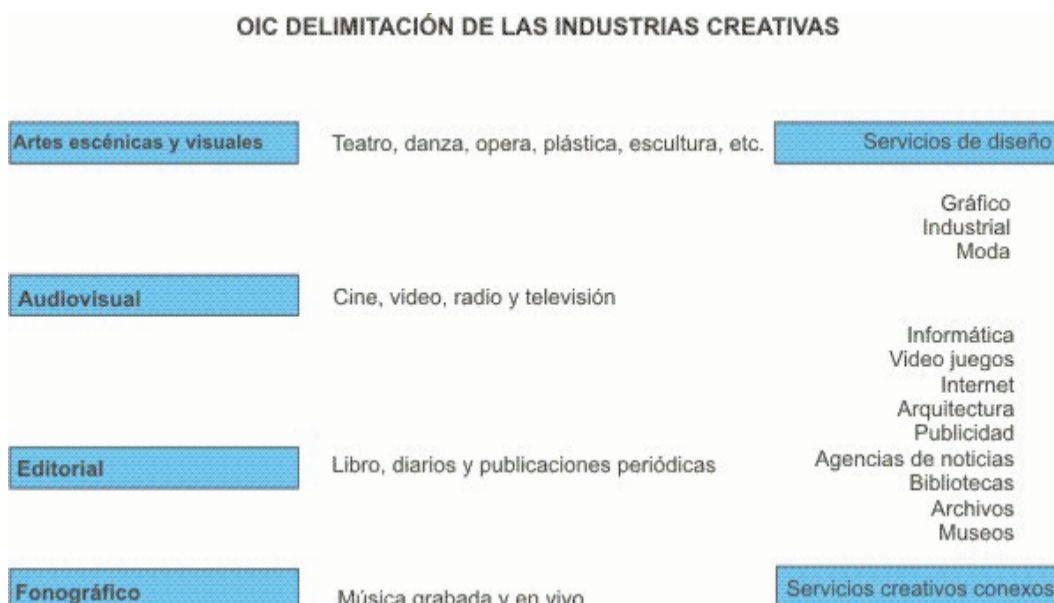 OIC DELIMITACIÓN DE LAS INDUSTRIAS CREATIVAS
Artes escénicas y visuales
Teatro, danza, opera, plástica, escultura, etc.
Servicios de diseño
Gráfico
Industrial
Moda
Audiovisual
Cine, video, radio y televisión
Informática
Video juegos
Internet
Arquitectura
Publicidad
Editorial
Libro, diarios y publicaciones periódicas
Agencias de noticias
Bibliotecas
Archivos
Museos
Fonográfico
Música grabada y en vivo
Servicios creativos conexos